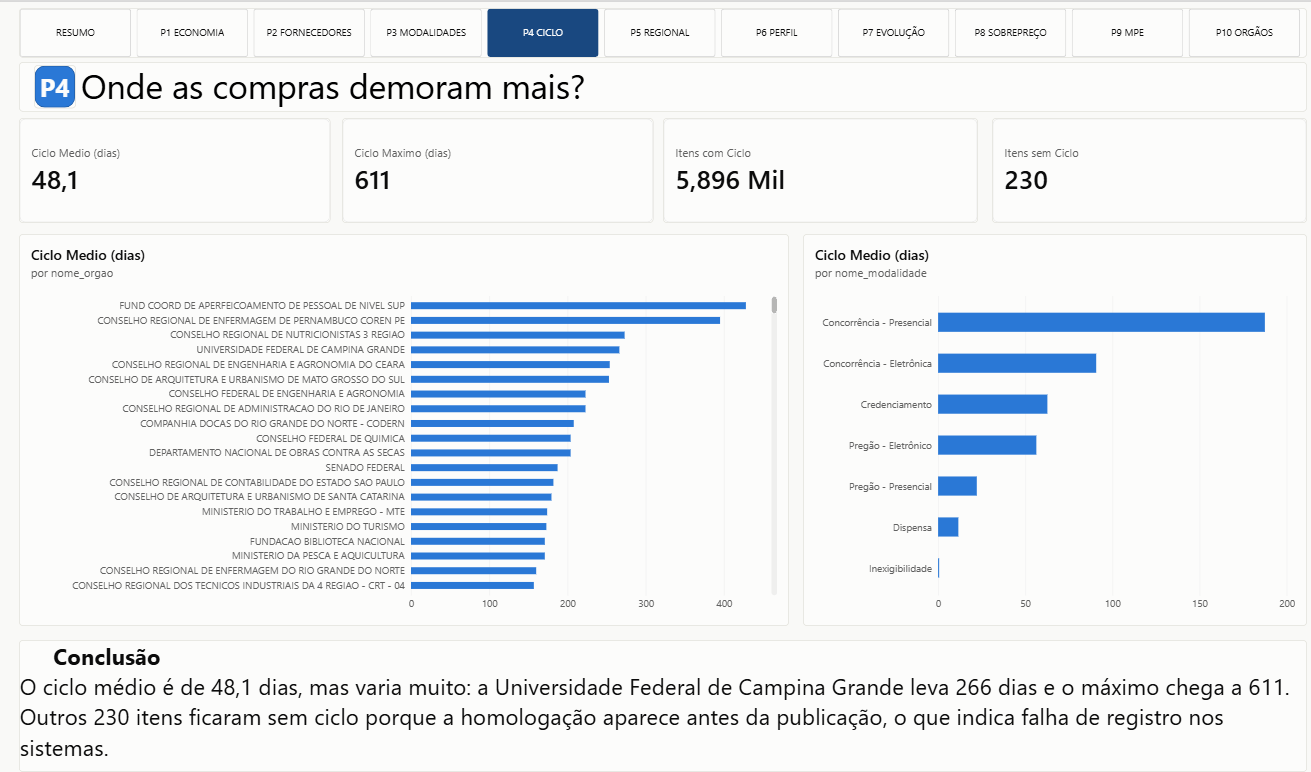 RESUMO
P1 ECONOMIA
P2 FORNECEDORES
P3 MODALIDADES
P4 CICLO
P5 REGIONAL
P6 PERFIL
P7 EVOLUÇÃO
P8 SOBREPREÇO
P9 MPE
P10 ORGÃOS
P4 Onde as compras demoram mais?
Ciclo Medio (dias)
48,1
Ciclo Maximo (dias)
611
Itens com Ciclo
5,896 Mil
Itens sem Ciclo
230
Ciclo Medio (dias)
por nome_orgao
FUND COORD DE APERFEICOAMENTO DE PESSOAL DE NIVEL SUP
CONSELHO REGIONAL DE ENFERMAGEM DE PERNAMBUCO COREN PE
CONSELHO REGIONAL DE NUTRICIONISTAS 3 REGIAO
UNIVERSIDADE FEDERAL DE CAMPINA GRANDE
CONSELHO REGIONAL DE ENGENHARIA E AGRONOMIA DO CEARA
CONSELHO DE ARQUITETURA E URBANISMO DE MATO GROSSO DO SUL
CONSELHO FEDERAL DE ENGENHARIA E AGRONOMIA
CONSELHO REGIONAL DE ADMINISTRACAO DO RIO DE JANEIRO
COMPANHIA DOCAS DO RIO GRANDE DO NORTE - CODERN
CONSELHO FEDERAL DE QUIMICA
DEPARTAMENTO NACIONAL DE OBRAS CONTRA AS SECAS
SENADO FEDERAL
CONSELHO REGIONAL DE CONTABILIDADE DO ESTADO SAO PAULO
CONSELHO DE ARQUITETURA E URBANISMO DE SANTA CATARINA
MINISTERIO DO TRABALHO E EMPREGO - MTE
MINISTERIO DO TURISMO
FUNDACAO BIBLIOTECA NACIONAL
MINISTERIO DA PESCA E AQUICULTURA
CONSELHO REGIONAL DE ENFERMAGEM DO RIO GRANDE DO NORTE
CONSELHO REGIONAL DOS TECNICOS INDUSTRIAIS DA 4 REGIAO - CRT - 04
0 100 200 300 400
Ciclo Medio (dias)
por nome_modalidade
Concorrência - Presencial
Concorrência - Eletrônica
Credenciamento
Pregão - Eletrônico
Pregão - Presencial
Dispensa
Inexigibilidade
0 50 100 150 200
Conclusão
O ciclo médio é de 48,1 dias, mas varia muito: a Universidade Federal de Campina Grande leva 266 dias e o máximo chega a 611.
Outros 230 itens ficaram sem ciclo porque a homologação aparece antes da publicação, o que indica falha de registro nos
sistemas.